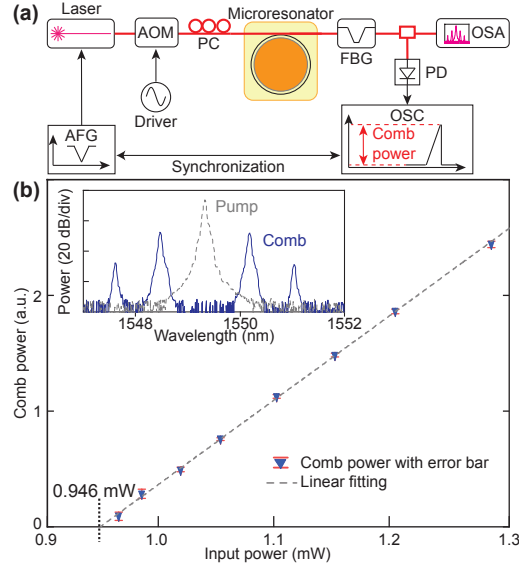 (a)
Laser
AOM
PC
Microresonator
FBG
OSA
PD
Driver
AFG
Synchronization
OSC
Comb
power
(b)
Power (20 dB/div)
Pump
Comb
1548
1550
1552
Wavelength (nm)
Comb power (a.u.)
2
1
0
0.946 mW
Comb power with error bar
Linear fitting
0.9
1.0
1.1
1.2
1.3
Input power (mW)